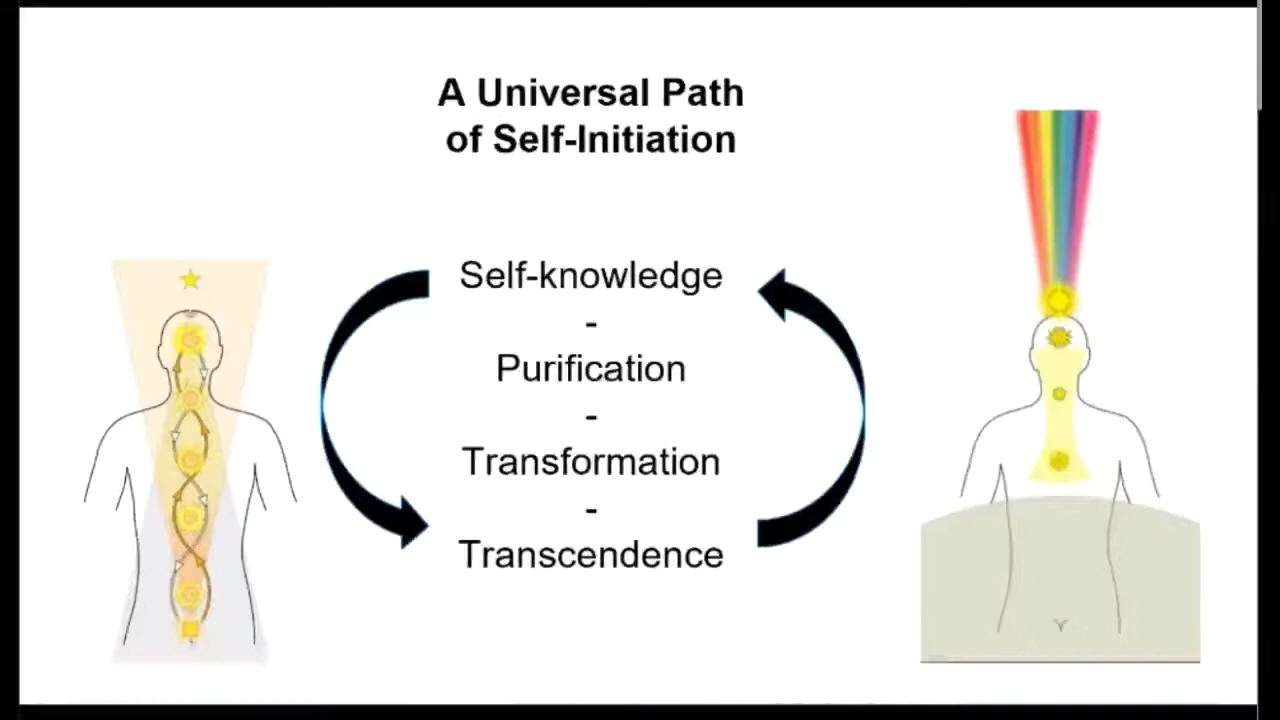 A Universal Path
of Self-Initiation
Self-knowledge
-
Purification
-
Transformation
-
Transcendence